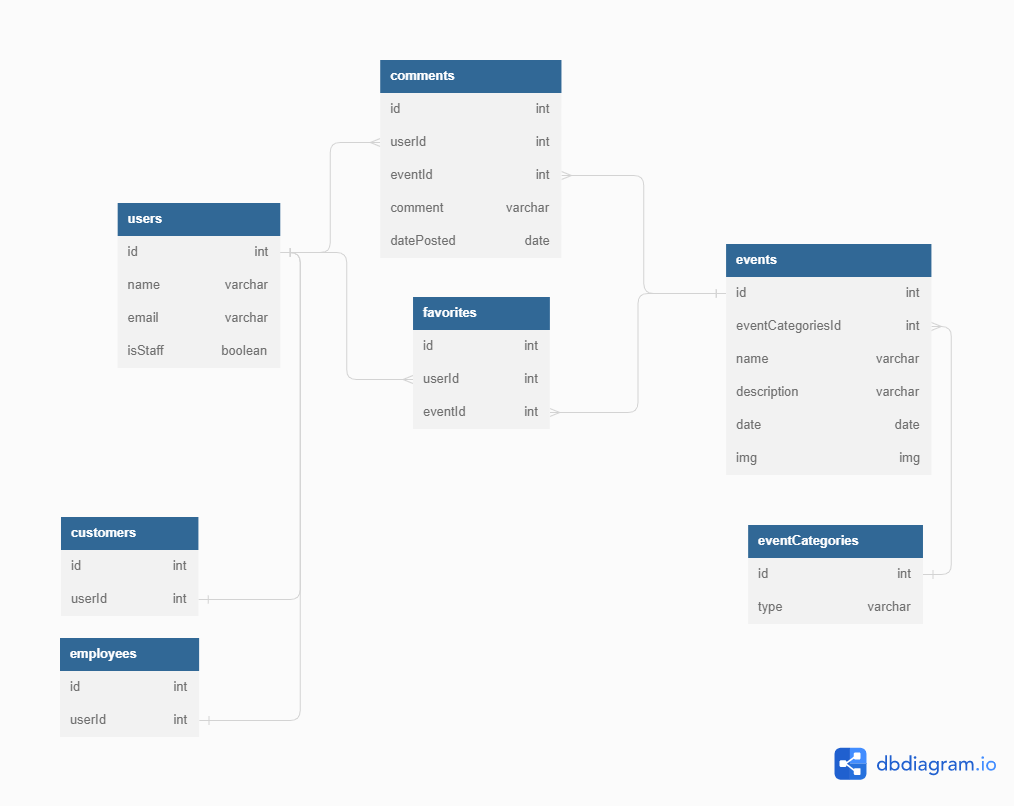 comments
id int
userId int
eventId int
comment varchar
datePosted date
users
id int
name varchar
email varchar
isStaff boolean
events
id int
eventCategoriesId int
name varchar
description varchar
date date
img img
favorites
id int
userId int
eventId int
customers
id int
userId int
eventCategories
id int
type varchar
employees
id int
userId int
dbdiagram.io